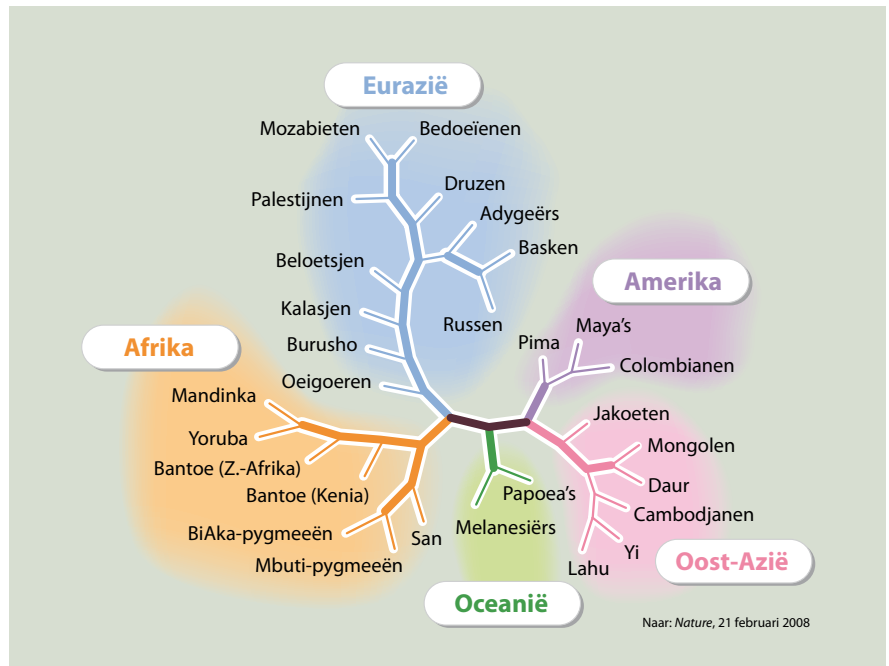 Eurazië
Mozabieten
Bedoeïenen
Palestijnen
Druzen
Adygeërs
Basken
Beloetsjen
Kalasjen
Russen
Burusho
Oeigoeren
Amerika
Pima
Maya's
Colombianen
Afrika
Mandinka
Yoruba
Bantoe (Z.-Afrika)
Bantoe (Kenia)
BiAka-pygmeeën
Mbuti-pygmeeën
San
Papoea's
Melanesiërs
Oceanië
Jakoeten
Mongolen
Daur
Cambodjanen
Yi
Lahu
Oost-Azië
Naar: Nature, 21 februari 2008